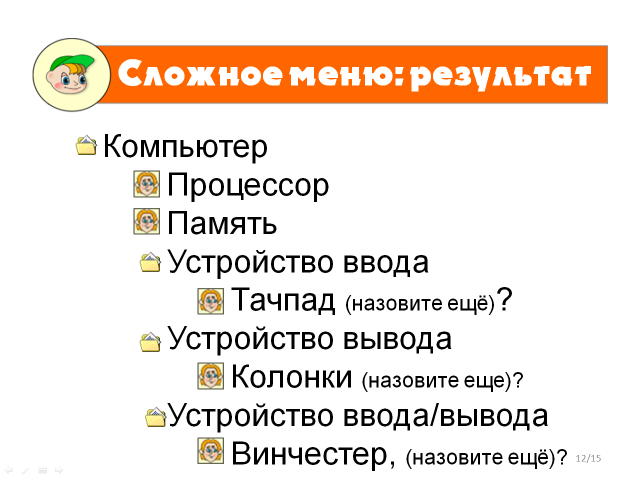 Сложное меню: результат
Компьютер
Процессор
Память
Устройство ввода
Тачпад (назовите ещё)?
Устройство вывода
Колонки (назовите еще)?
Устройство ввода/вывода
Винчестер, (назовите ещё)?
12/15